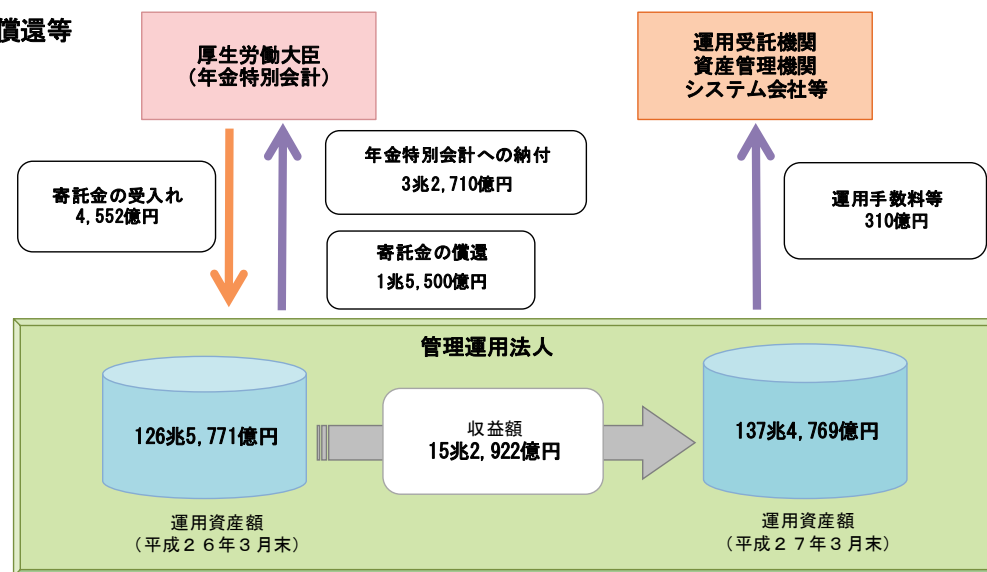 償還等
厚生労働大臣
（年金特別会計）
運用受託機関
資産管理機関
システム会社等
寄託金の受入れ
4,552億円
年金特別会計への納付
3兆2,710億円
寄託金の償還
1兆5,500億円
運用手数料等
310億円
管理運用法人
126兆5,771億円
収益額
15兆2,922億円
137兆4,769億円
運用資産額
（平成２６年３月末）
運用資産額
（平成２７年３月末）